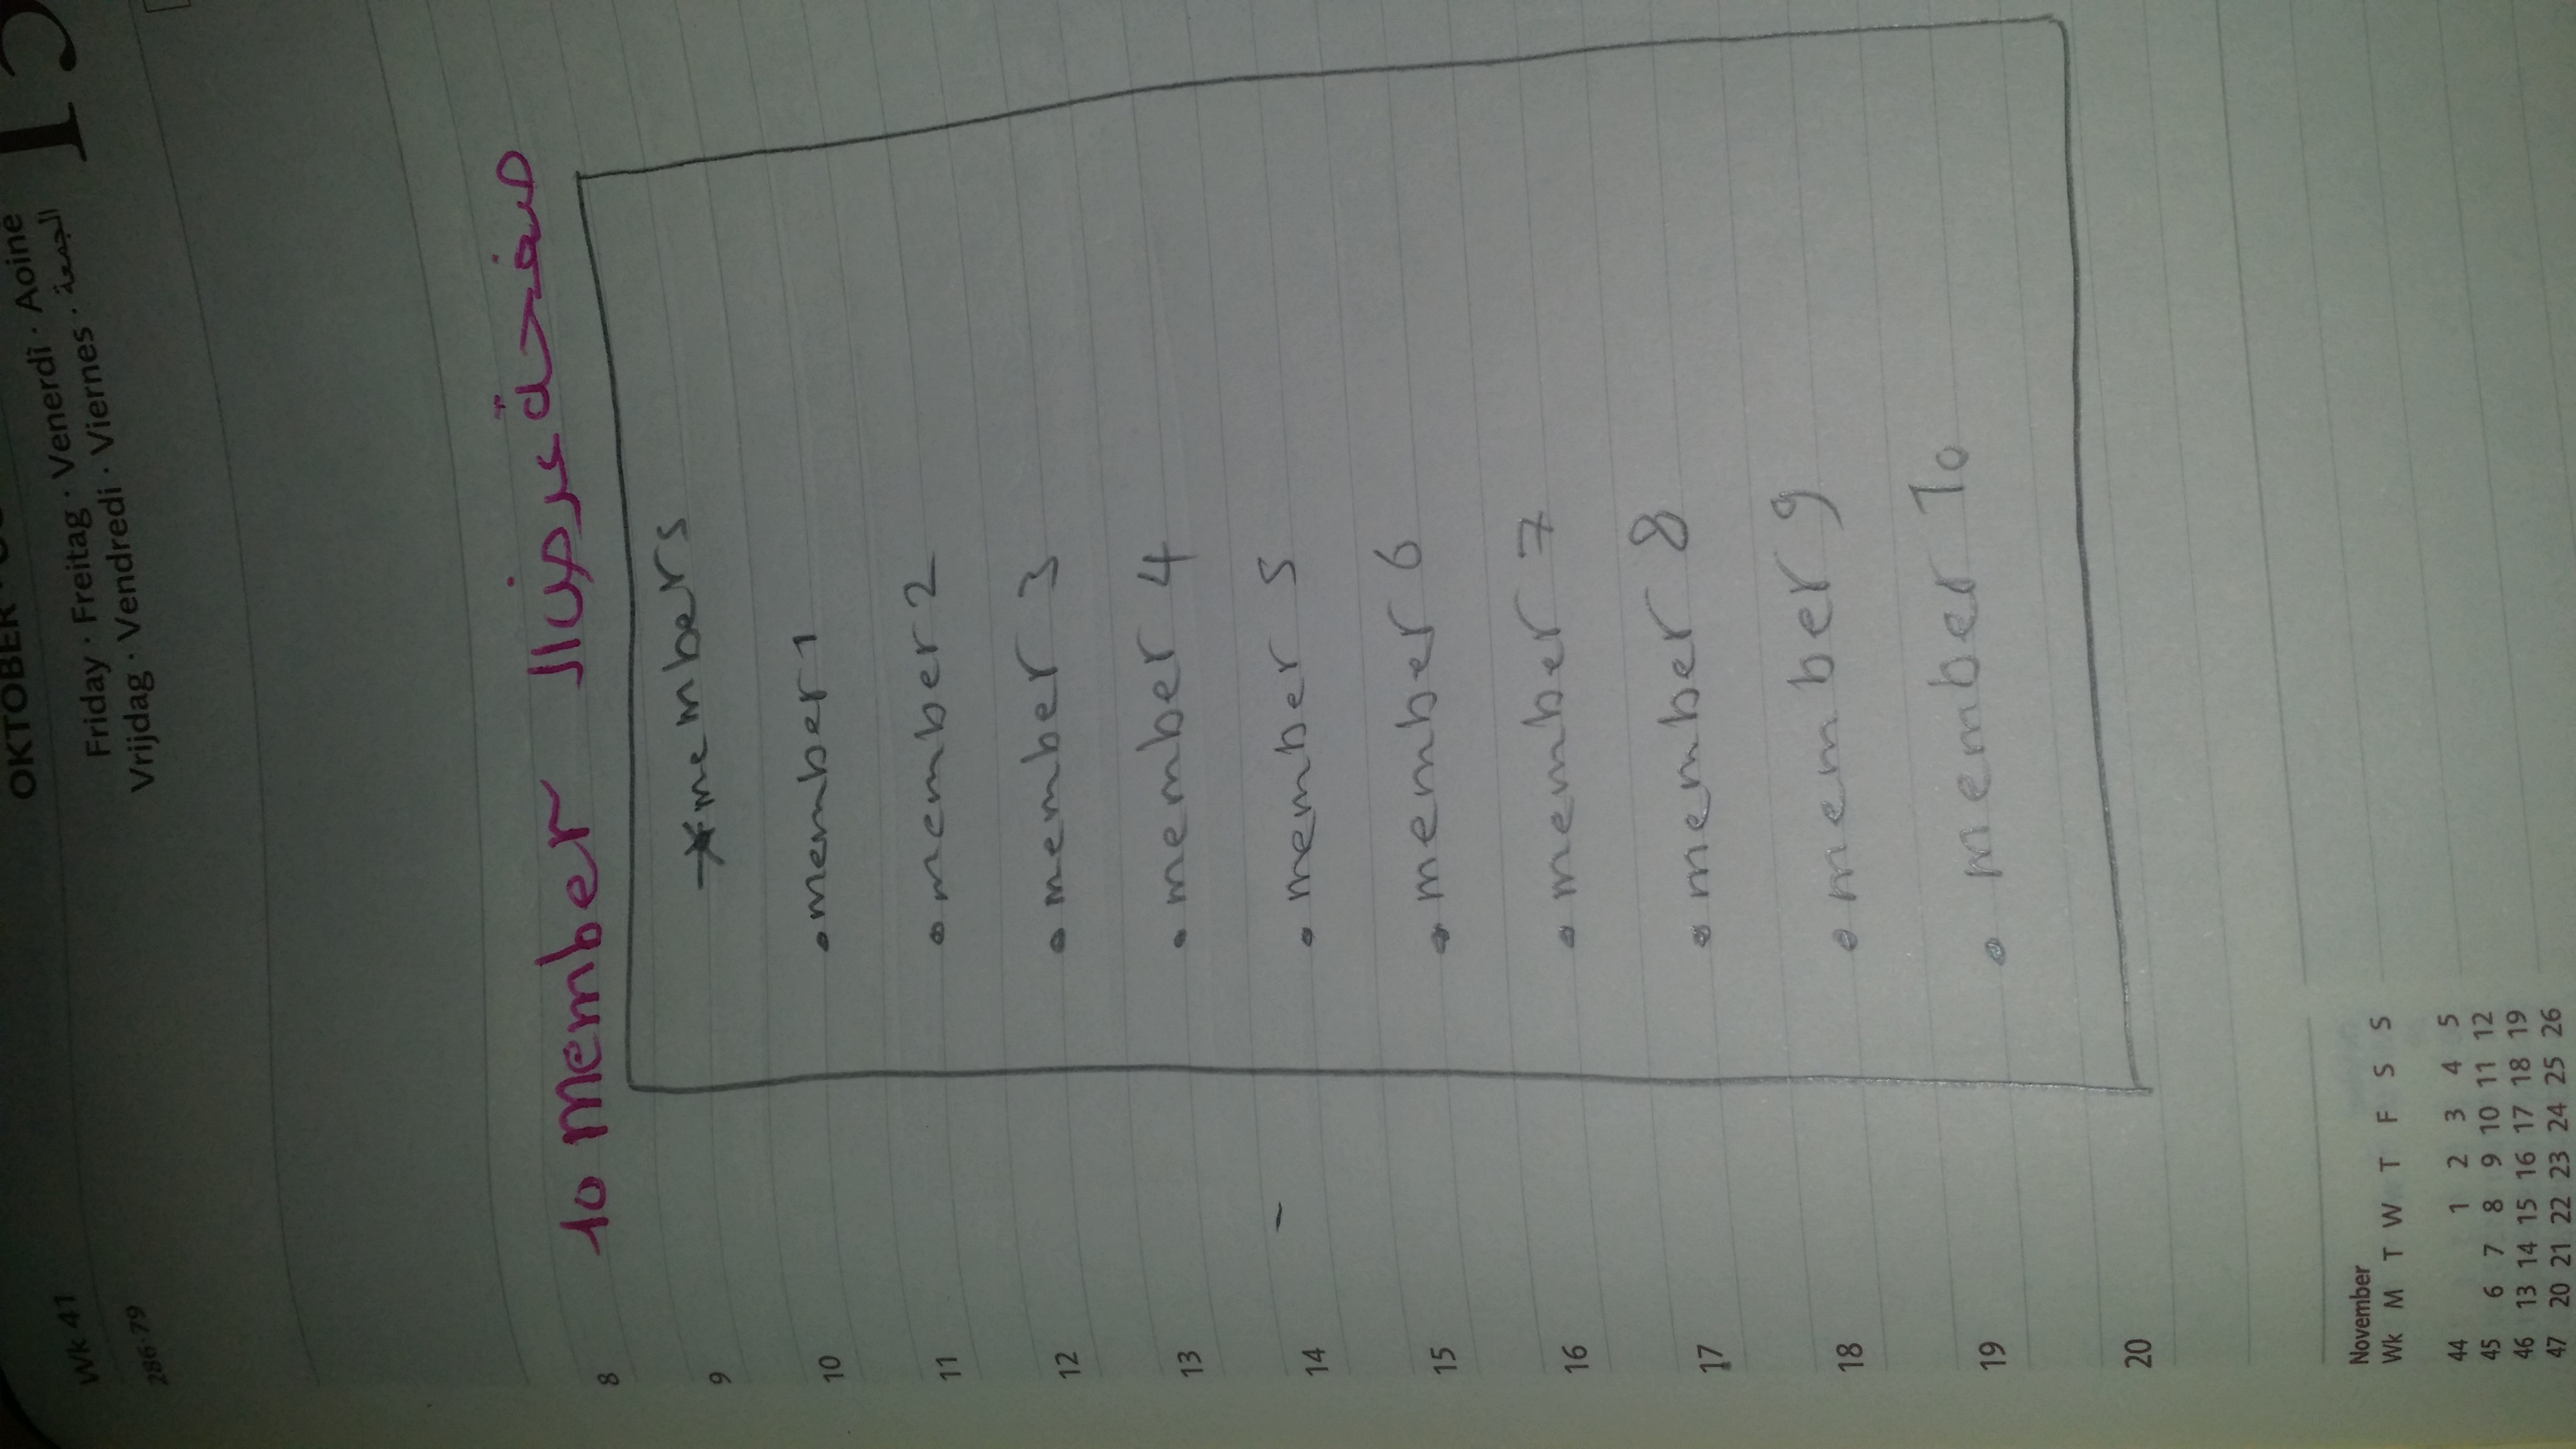 Wk 41
OKTOBER
286·79
Friday · Freitag · Venerdì · Aoine
Vrijdag · Vendredi · Viernes · الجمعة
صفحة عرض ال 10 member
8
*members
9
• member 1
10
• member 2
11
• member 3
12
• member 4
13
• member 5
14
• member 6
15
• member 7
16
• member 8
17
• member 9
18
• member 10
19
20
November
Wk M T W T F S S
44 1 2 3 4 5
45 6 7 8 9 10 11 12
46 13 14 15 16 17 18 19
47 20 21 22 23 24 25 26